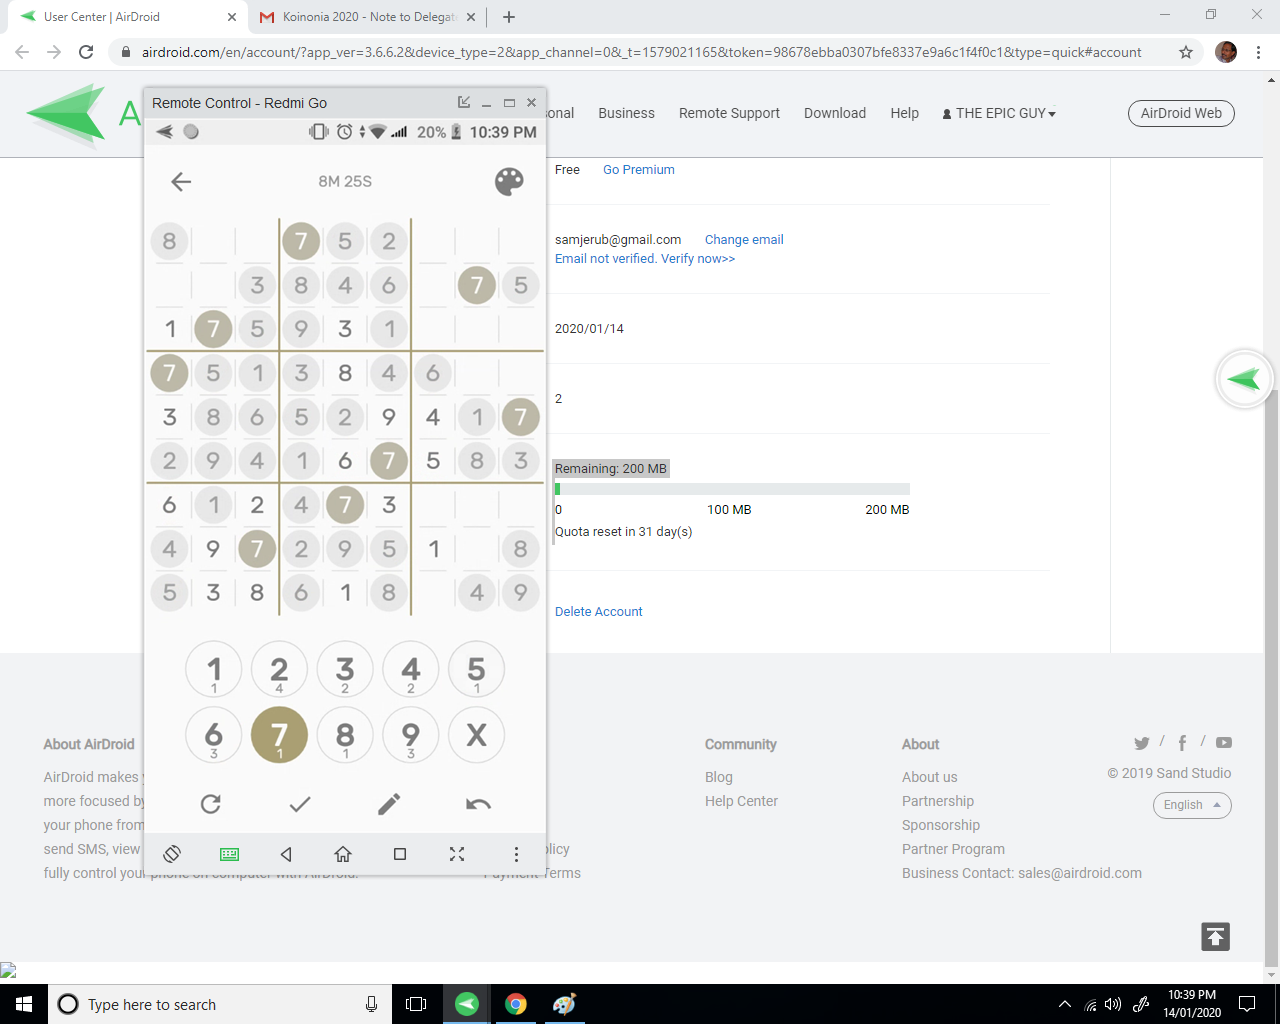 User Center | AirDroid
Koinonia 2020 - Note to Delegat
airdroid.com/en/account/?app_ver=3.6.6.2&device_type=2&app_channel=0&_t=1579021165&token=98678ebba0307bfe8337e9a6c1f4f0c1&type=quick#account
Remote Control - Redmi Go
A
onal
Business
Remote Support
Download
Help
THE EPIC GUY
AirDroid Web
20% 10:39 PM
8M 25S
8 7 5 2
3 8 4 6 7 5
1 7 5 9 3 1
7 5 1 3 8 4 6
3 8 6 5 2 9 4 1 7
2 9 4 1 6 7 5 8 3
6 1 2 4 7 3
4 9 7 2 9 5 1 8
5 3 8 6 1 8 4 9
1 2 3 4 5
1 4 2 2 1
6 7 8 9 X
3 1 1 3
Free Go Premium
samjerub@gmail.com Change email
Email not verified. Verify now>>
2020/01/14
2
Remaining: 200 MB
0 100 MB 200 MB
Quota reset in 31 day(s)
Delete Account
About AirDroid
AirDroid makes y
more focused by
your phone from
send SMS, view
fully control your phone on computer with AirDroid.
olicy
Payment Terms
Community
Blog
Help Center
About
About us
Partnership
Sponsorship
Partner Program
Business Contact: sales@airdroid.com
/ /
© 2019 Sand Studio
English
Type here to search
10:39 PM
14/01/2020